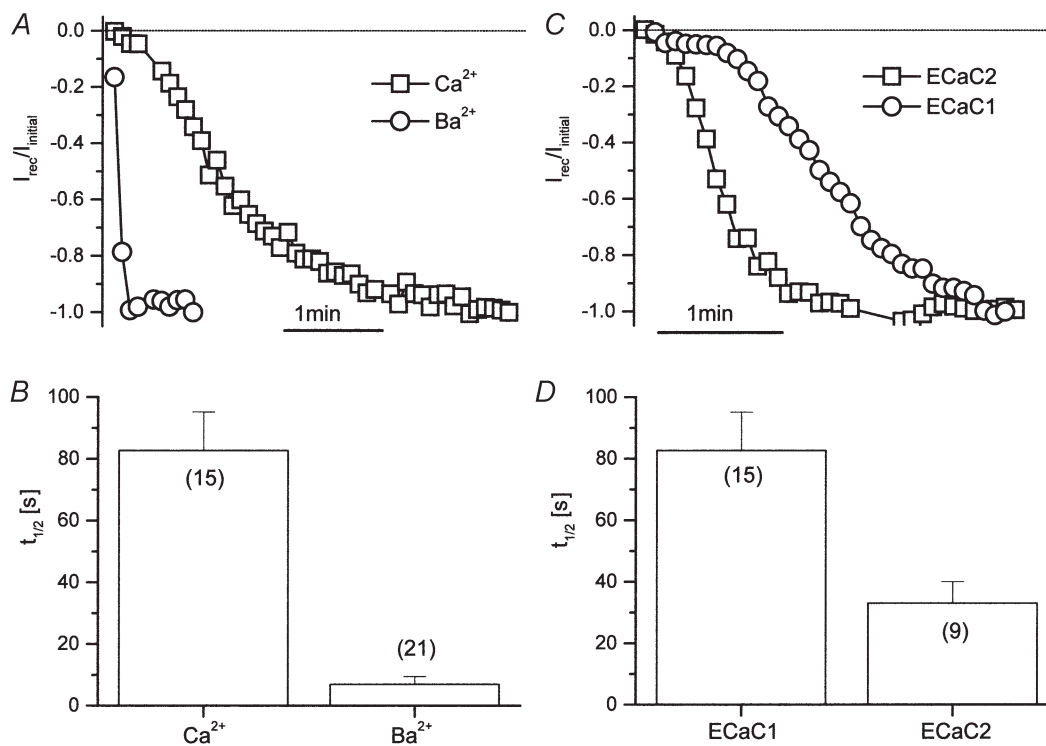 A
I_rec/I_initial
0.0
-0.2
-0.4
-0.6
-0.8
-1.0
Ca²⁺
Ba²⁺
1min
C
I_rec/I_initial
0.0
-0.2
-0.4
-0.6
-0.8
-1.0
ECaC2
ECaC1
1min
B
t_1/2 [s]
100
80
60
40
20
0
(15)
(21)
Ca²⁺
Ba²⁺
D
t_1/2 [s]
100
80
60
40
20
0
(15)
(9)
ECaC1
ECaC2